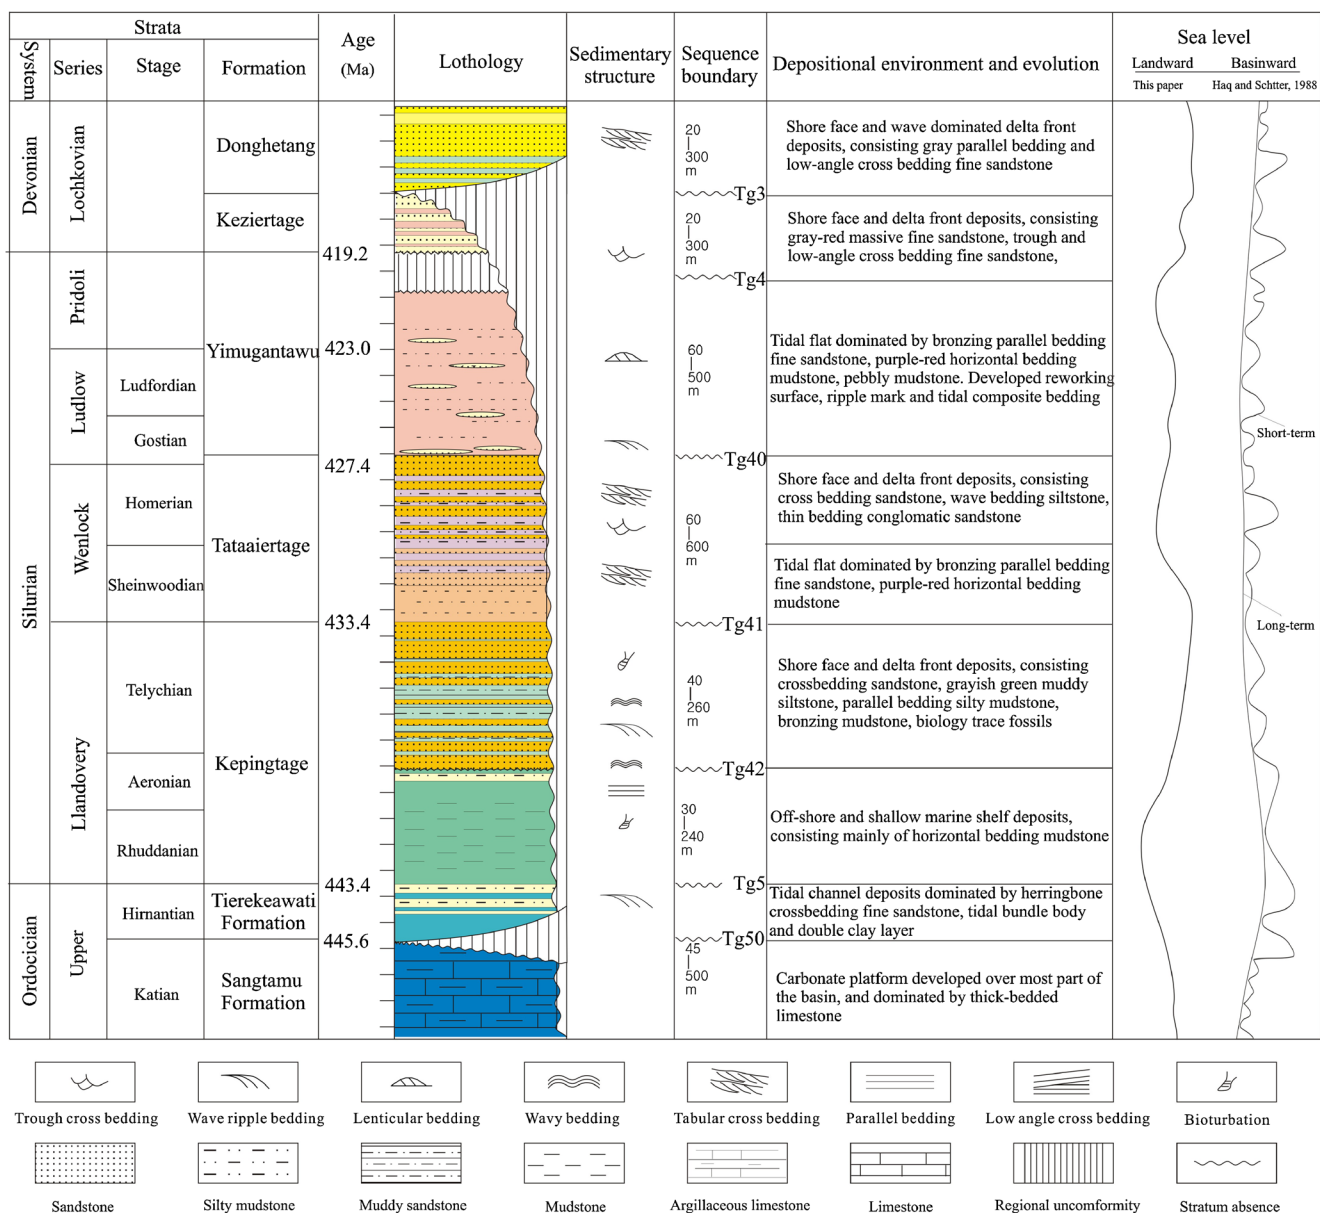 Strata
System
Series
Stage
Formation
Age
(Ma)
Lothology
Sedimentary
structure
Sequence
boundary
Depositional environment and evolution
Sea level
Landward
Basinward
This paper
Haq and Schtter, 1988
Devonian
Lochkovian
Donghetang
20
300
m
Shore face and wave dominated delta front
deposits, consisting gray parallel bedding and
low-angle cross bedding fine sandstone
Tg3
Keziertage
20
300
m
Shore face and delta front deposits, consisting
gray-red massive fine sandstone, trough and
low-angle cross bedding fine sandstone,
419.2
Tg4
Silurian
Pridoli
Yimugantawu
423.0
Ludlow
Ludfordian
Gostian
60
500
m
Tidal flat dominated by bronzing parallel bedding
fine sandstone, purple-red horizontal bedding
mudstone, pebbly mudstone. Developed reworking
surface, ripple mark and tidal composite bedding
Short-term
Tg40
427.4
Wenlock
Homerian
Sheinwoodian
Tataaiertage
60
600
m
Shore face and delta front deposits, consisting
cross bedding sandstone, wave bedding siltstone,
thin bedding conglomatic sandstone
Tidal flat dominated by bronzing parallel bedding
fine sandstone, purple-red horizontal bedding
mudstone
433.4
Tg41
Long-term
Llandovery
Telychian
Aeronian
Rhuddanian
Kepingtage
40
260
m
Shore face and delta front deposits, consisting
crossbedding sandstone, grayish green muddy
siltstone, parallel bedding silty mudstone,
bronzing mudstone, biology trace fossils
Tg42
30
240
m
Off-shore and shallow marine shelf deposits,
consisting mainly of horizontal bedding mudstone
443.4
Tg5
Ordocician
Upper
Hirnantian
Tierekeawati
Formation
Tidal channel deposits dominated by herringbone
crossbedding fine sandstone, tidal bundle body
and double clay layer
445.6
Tg50
Katian
Sangtamu
Formation
45
500
m
Carbonate platform developed over most part of
the basin, and dominated by thick-bedded
limestone
Trough cross bedding
Wave ripple bedding
Lenticular bedding
Wavy bedding
Tabular cross bedding
Parallel bedding
Low angle cross bedding
Bioturbation
Sandstone
Silty mudstone
Muddy sandstone
Mudstone
Argillaceous limestone
Limestone
Regional uncomformity
Stratum absence